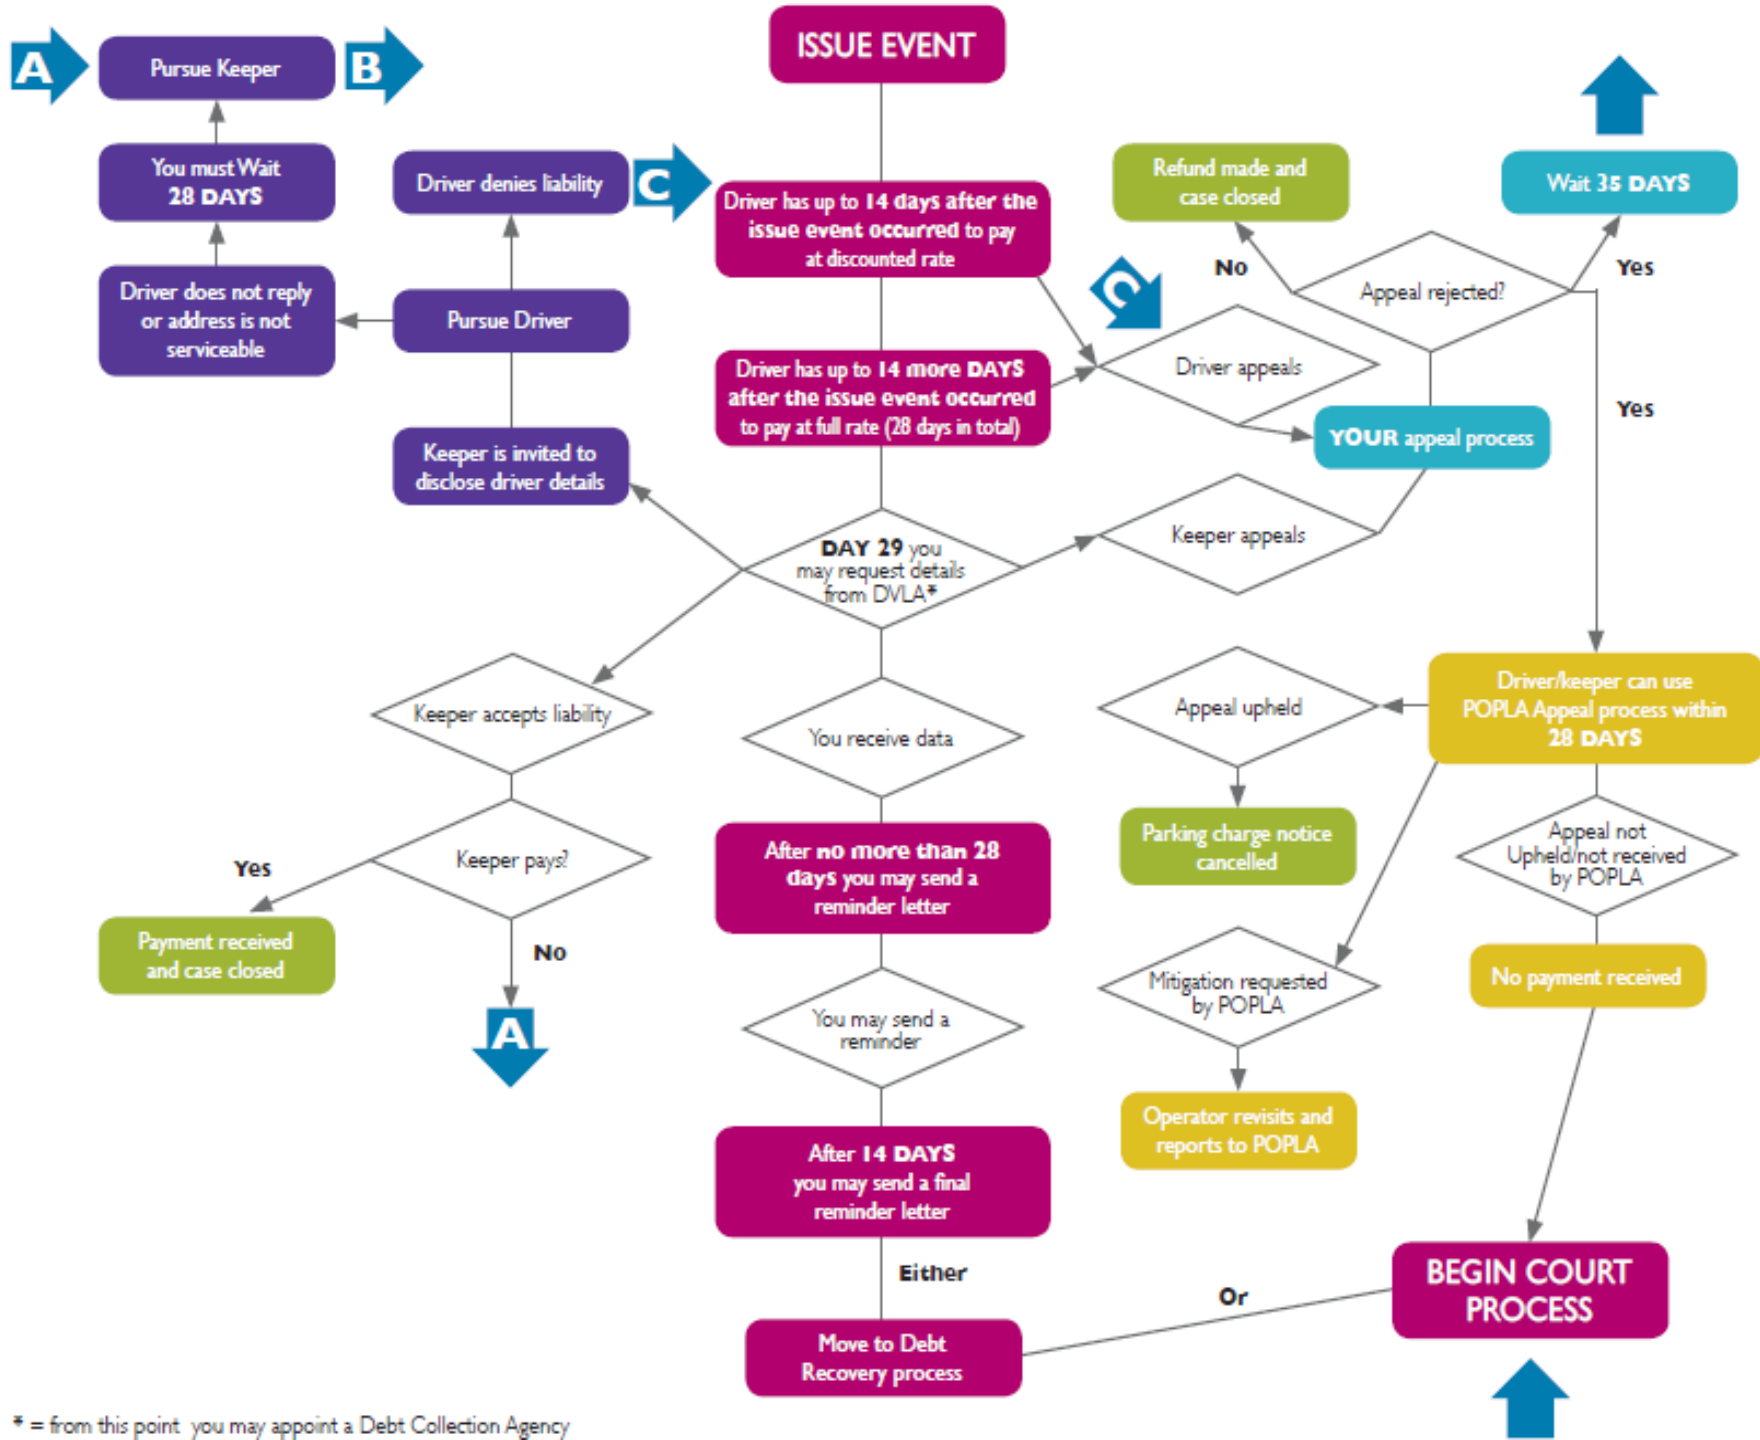 A
Pursue Keeper
B
You must Wait
28 DAYS
Driver does not reply
or address is not
serviceable
Driver denies liability
C
Pursue Driver
Keeper is invited to
disclose driver details
ISSUE EVENT
Driver has up to 14 days after the
issue event occurred to pay
at discounted rate
Driver has up to 14 more DAYS
after the issue event occurred
to pay at full rate (28 days in total)
C
Driver appeals
Refund made and
case closed
No
Appeal rejected?
Yes
Wait 35 DAYS
Yes
YOUR appeal process
Keeper appeals
DAY 29 you
may request details
from DVLA*
Keeper accepts liability
Keeper pays?
Yes
Payment received
and case closed
No
A
You receive data
After no more than 28
days you may send a
reminder letter
You may send a
reminder
After 14 DAYS
you may send a final
reminder letter
Either
Move to Debt
Recovery process
Or
Driver/keeper can use
POPLA Appeal process within
28 DAYS
Appeal upheld
Parking charge notice
cancelled
Mitigation requested
by POPLA
Operator revisits and
reports to POPLA
Appeal not
Upheld/not received
by POPLA
No payment received
BEGIN COURT
PROCESS
* = from this point you may appoint a Debt Collection Agency